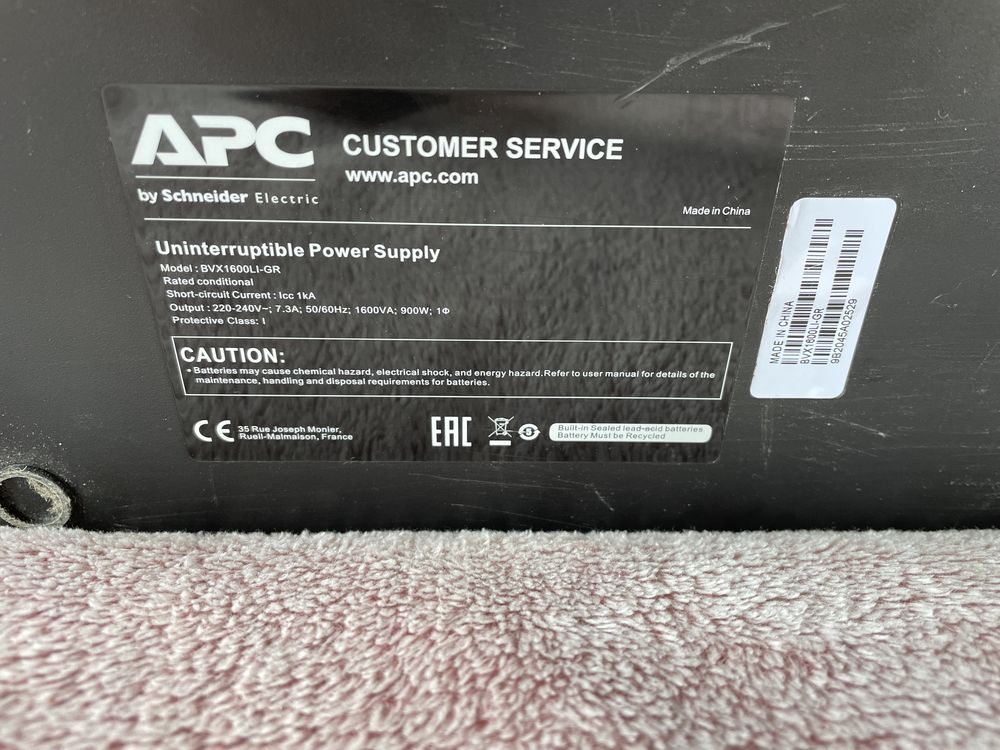 APC
by Schneider Electric
CUSTOMER SERVICE
www.apc.com
Made in China
Uninterruptible Power Supply
Model : BVX1600LI-GR
Rated conditional
Short-circuit Current : Icc 1kA
Output : 220-240V~; 7.3A; 50/60Hz; 1600VA; 900W; 1Φ
Protective Class: I
CAUTION:
• Batteries may cause chemical hazard, electrical shock, and energy hazard.Refer to user manual for details of the
maintenance, handling and disposal requirements for batteries.
CE
35 Rue Joseph Monier,
Rueil-Malmaison, France
EAC
5
Built-in Sealed lead-acid batteries
Battery Must be Recycled
MADE IN CHINA
BVX1600LI-GR
9B2045A02529